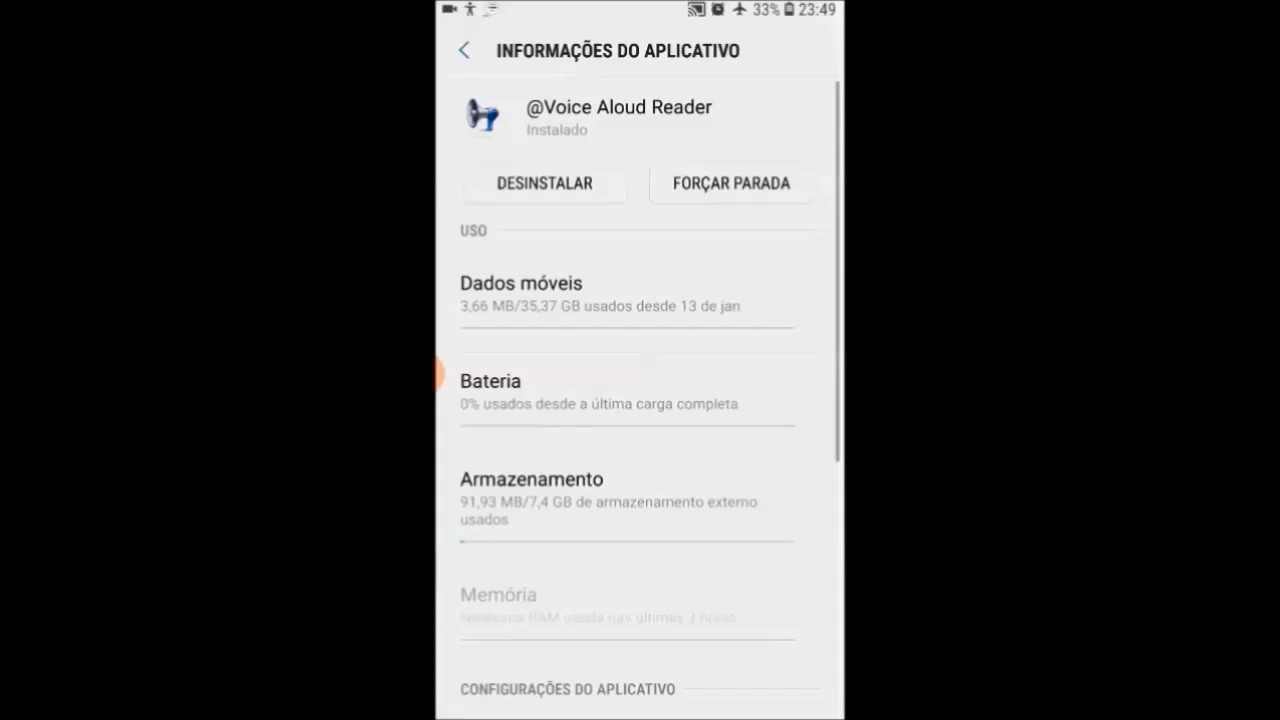 33% 23:49
INFORMAÇÕES DO APLICATIVO
@Voice Aloud Reader
Instalado
DESINSTALAR FORÇAR PARADA
USO
Dados móveis
3,66 MB/35,37 GB usados desde 13 de jan
Bateria
0% usados desde a última carga completa
Armazenamento
91,93 MB/7,4 GB de armazenamento externo
usados
Memória
RAM usada nas últimas 3 horas
CONFIGURAÇÕES DO APLICATIVO